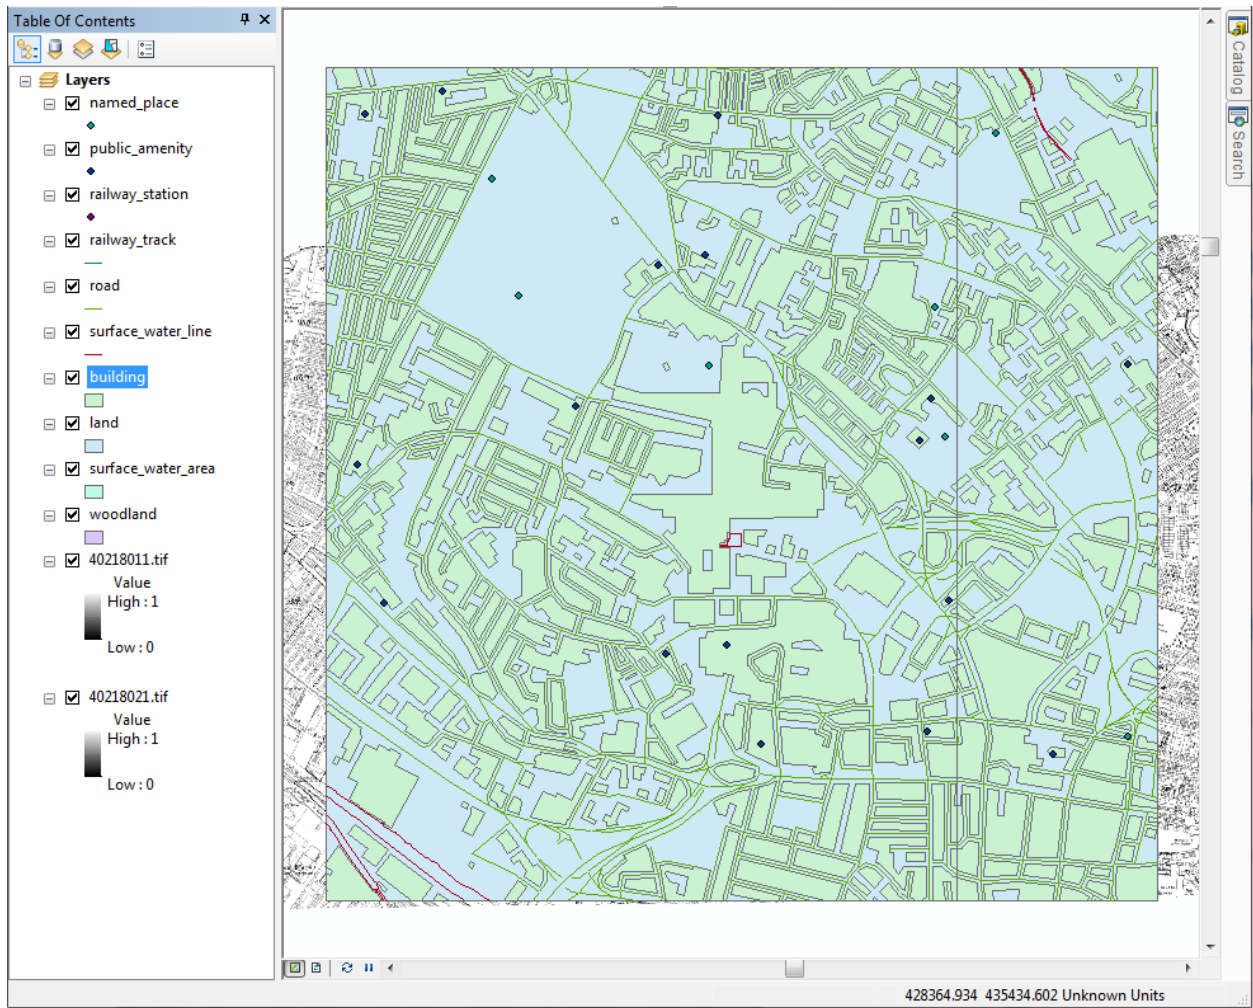 Table Of Contents
Layers
named_place
public_amenity
railway_station
railway_track
road
surface_water_line
building
land
surface_water_area
woodland
40218011.tif
Value
High : 1
Low : 0
40218021.tif
Value
High : 1
Low : 0
Catalog
Search
428364.934 435434.602 Unknown Units